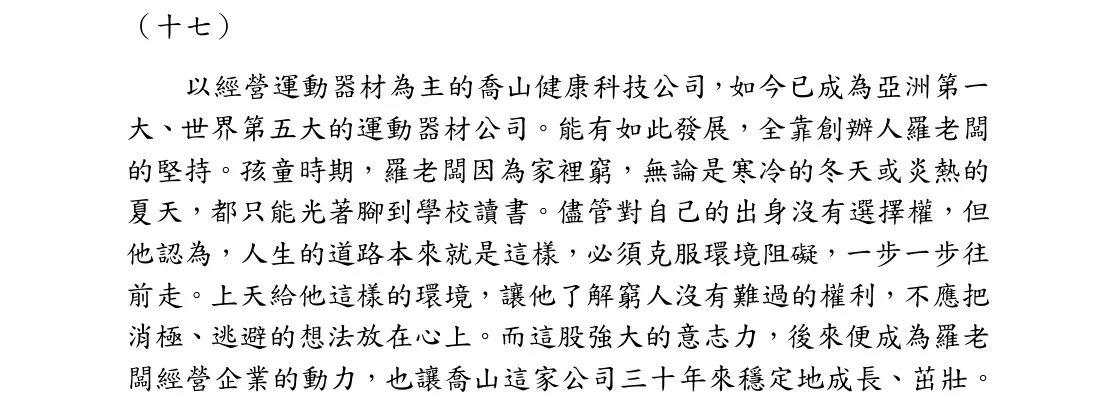 （十七）
以經營運動器材為主的喬山健康科技公司，如今已成為亞洲第一
大、世界第五大的運動器材公司。能有如此發展，全靠創辦人羅老闆
的堅持。孩童時期，羅老闆因為家裡窮，無論是寒冷的冬天或炎熱的
夏天，都只能光著腳到學校讀書。儘管對自己的出身沒有選擇權，但
他認為，人生的道路本來就是這樣，必須克服環境阻礙，一步一步往
前走。上天給他這樣的環境，讓他了解窮人沒有難過的權利，不應把
消極、逃避的想法放在心上。而這股強大的意志力，後來便成為羅老
闆經營企業的動力，也讓喬山這家公司三十年來穩定地成長、茁壯。